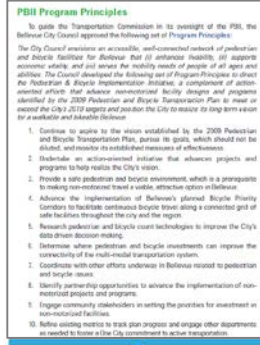 PBII Program Principles
To guide the Transportation Commission in its oversight of the PBII, the
Bellevue City Council approved the following set of Program Principles:
The City Council envisions an accessible, well-connected network of pedestrian
and bicycle facilities for Bellevue that (i) enhances livability, (ii) supports
economic vitality, and (iii) serves the mobility needs of people of all ages and
abilities. The Council developed the following set of Program Principles to direct
the Pedestrian & Bicycle Implementation Initiative, a complement of action-
oriented efforts that advance non-motorized facility designs and programs
identified by the 2009 Pedestrian and Bicycle Transportation Plan to meet or
exceed the City's 2019 targets and position the City to realize its long-term vision
for a walkable and bikeable Bellevue.
1. Continue to aspire to the vision established by the 2009 Pedestrian
and Bicycle Transportation Plan, pursue its goals, which should not be
diluted, and monitor its established measures of effectiveness.
2. Undertake an action-oriented initiative that advances projects and
programs to help realize the City's vision.
3. Provide a safe pedestrian and bicycle environment, which is a prerequisite
to making non-motorized travel a viable, attractive option in Bellevue.
4. Advance the implementation of Bellevue's planned Bicycle Priority
Corridors to facilitate continuous bicycle travel along a connected grid of
safe facilities throughout the city and the region.
5. Research pedestrian and bicycle count technologies to improve the City's
data driven decision making.
6. Determine where pedestrian and bicycle investments can improve the
connectivity of the multi-modal transportation system.
7. Coordinate with other efforts underway in Bellevue related to pedestrian
and bicycle issues.
8. Identify partnership opportunities to advance the implementation of non-
motorized projects and programs.
9. Engage community stakeholders in setting the priorities for investment in
non-motorized facilities.
10. Refine existing metrics to track plan progress and engage other departments
as needed to foster a One City commitment to active transportation.